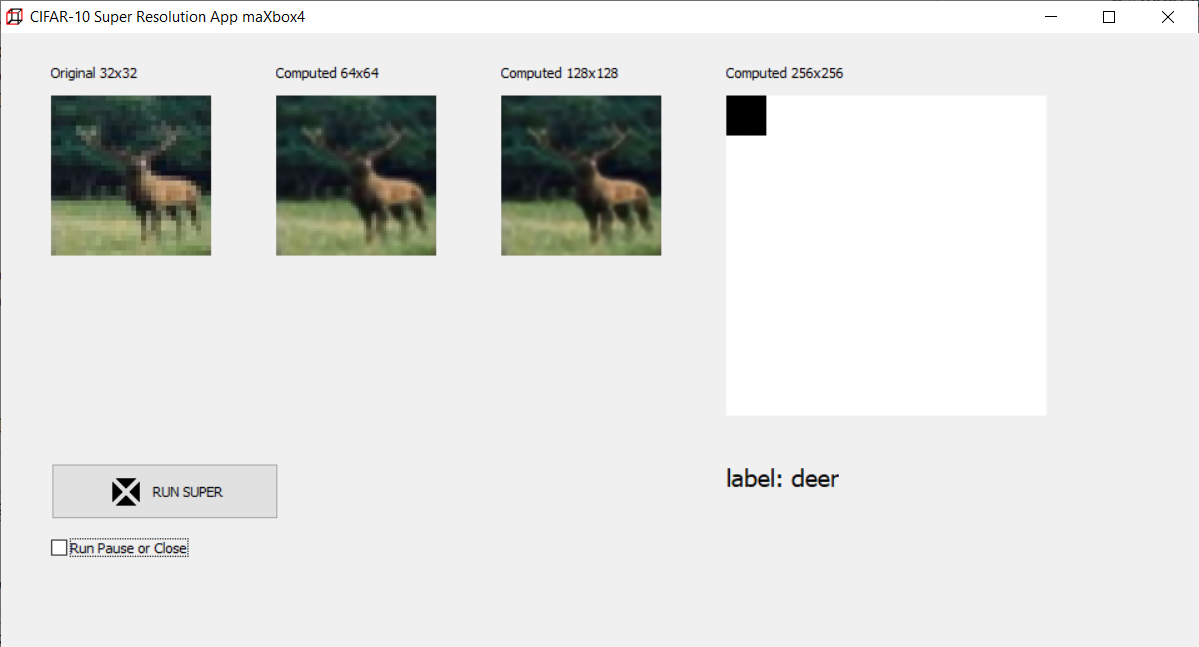 CIFAR-10 Super Resolution App maXbox4
Original 32x32
Computed 64x64
Computed 128x128
Computed 256x256
RUN SUPER
label: deer
Run Pause or Close